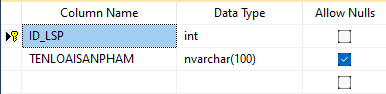 Column Name Data Type Allow Nulls
ID_LSP int
TENLOAISANPHAM nvarchar(100)